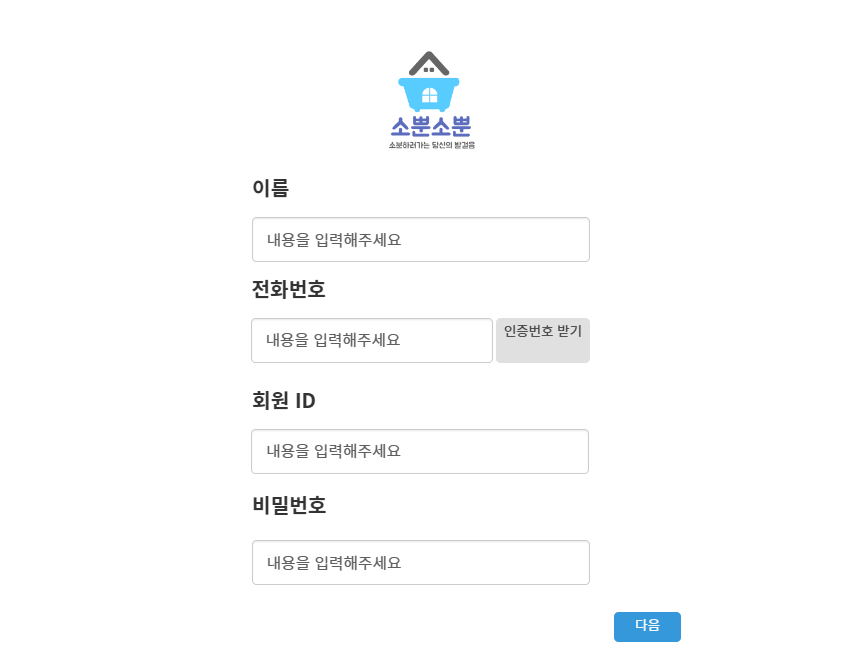 소뿐소뿐
소분하러가는 당신의 발걸음
이름
내용을 입력해주세요
전화번호
내용을 입력해주세요 인증번호 받기
회원 ID
내용을 입력해주세요
비밀번호
내용을 입력해주세요
다음